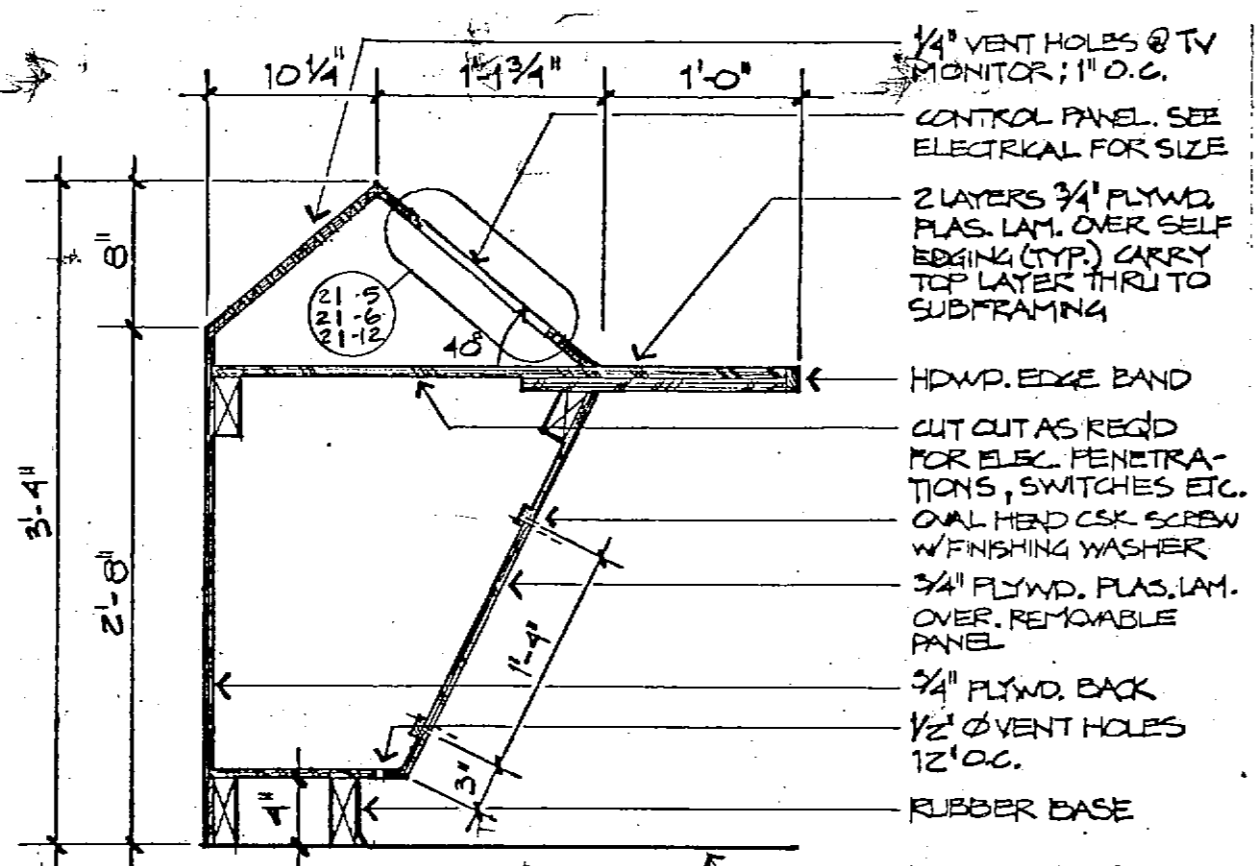 10 1/4"
1'-1 3/4"
1'-0"
1/4" VENT HOLES @ TV
MONITOR; 1" O.C.
CONTROL PANEL. SEE
ELECTRICAL FOR SIZE
2 LAYERS 3/4" PLYWD.
PLAS. LAM. OVER SELF
EDGING (TYP.) CARRY
TOP LAYER THRU TO
SUBFRAMING
8"
21-5
21-6
21-12
40°
HDWD. EDGE BAND
CUT OUT AS REQ'D
FOR ELEC. PENETRA-
TIONS, SWITCHES ETC.
OVAL HEAD CSK SCREW
W/FINISHING WASHER
3'-4"
2'-8"
1'-4"
3/4" PLYWD. PLAS. LAM.
OVER. REMOVABLE
PANEL
3/4" PLYWD. BACK
1/2" Ø VENT HOLES
12" O.C.
3"
4"
RUBBER BASE